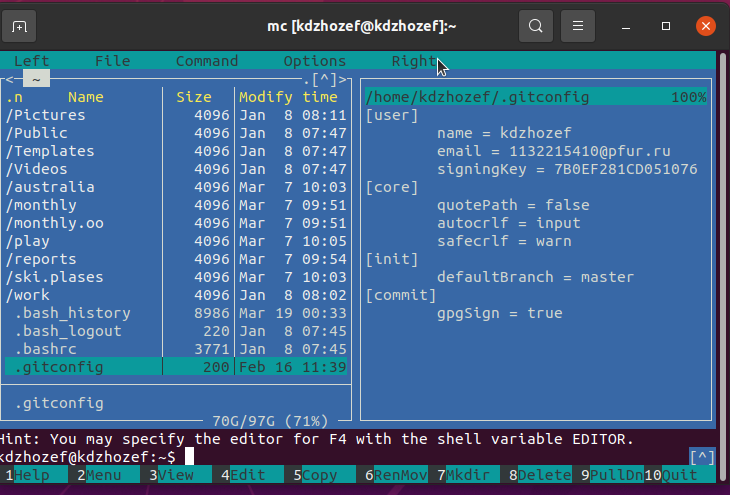 mc [kdzhozef@kdzhozef]:~
Left File Command Options Right
<─ ~ .[^]>
.n Name Size Modify time
/Pictures 4096 Jan 8 08:11
/Public 4096 Jan 8 07:47
/Templates 4096 Jan 8 07:47
/Videos 4096 Jan 8 07:47
/australia 4096 Mar 7 10:03
/monthly 4096 Mar 7 09:51
/monthly.oo 4096 Mar 7 09:51
/play 4096 Mar 7 10:05
/reports 4096 Mar 7 09:54
/ski.plases 4096 Mar 7 10:03
/work 4096 Jan 8 08:02
.bash_history 8986 Mar 19 00:33
.bash_logout 220 Jan 8 07:45
.bashrc 3771 Jan 8 07:45
.gitconfig 200 Feb 16 11:39
.gitconfig
70G/97G (71%)
/home/kdzhozef/.gitconfig 100%
[user]
name = kdzhozef
email = 1132215410@pfur.ru
signingKey = 7B0EF281CD051076
[core]
quotePath = false
autocrlf = input
safecrlf = warn
[init]
defaultBranch = master
[commit]
gpgSign = true
Hint: You may specify the editor for F4 with the shell variable EDITOR.
kdzhozef@kdzhozef:~$ [^]
1Help 2Menu 3View 4Edit 5Copy 6RenMov 7Mkdir 8Delete 9PullDn 10Quit